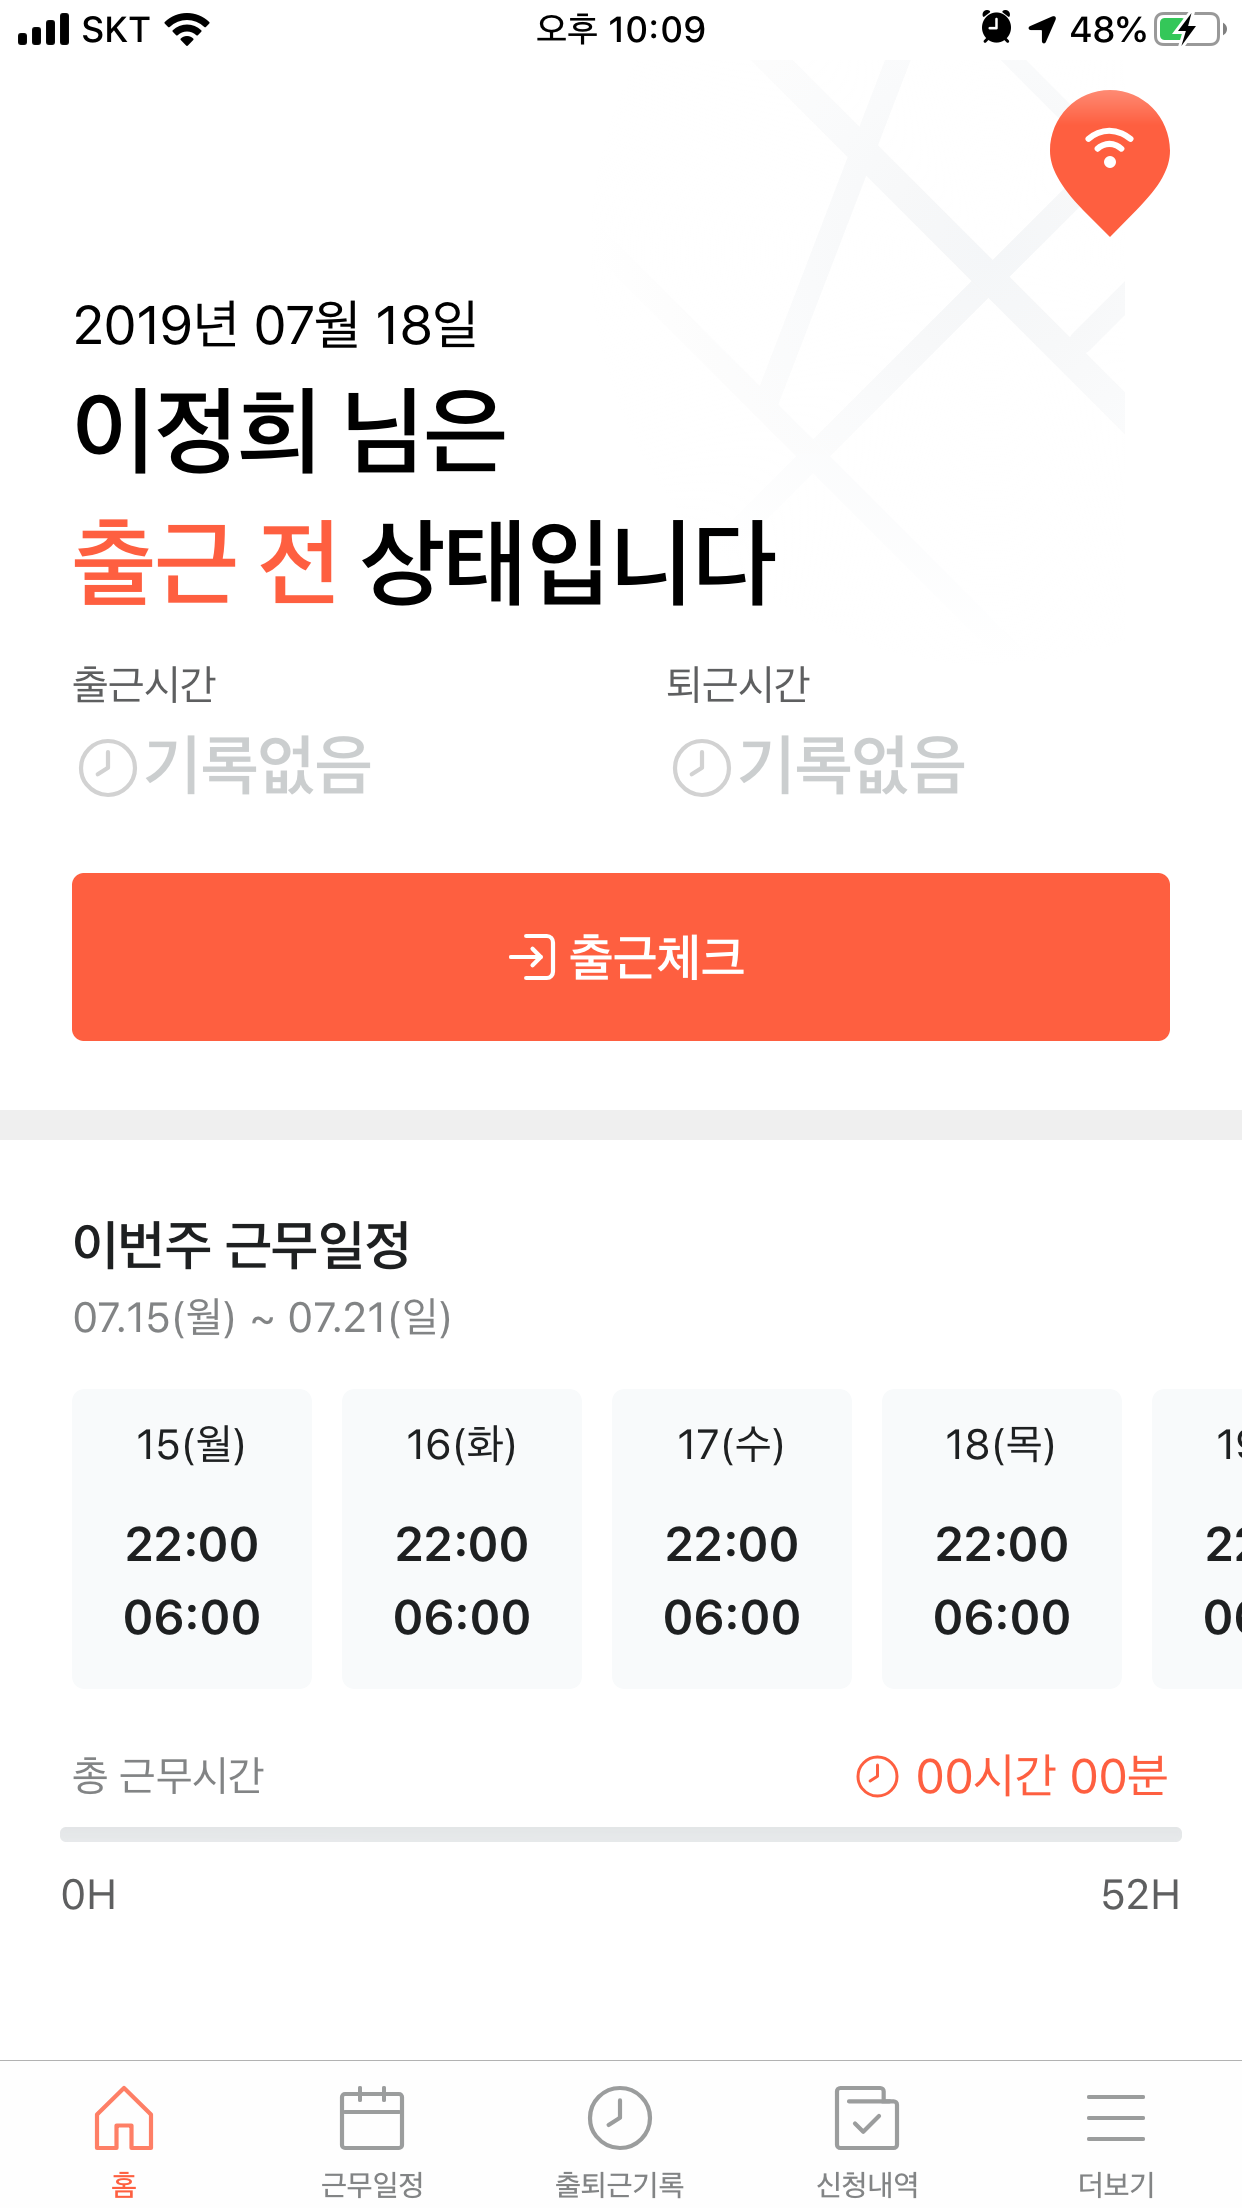 SKT 오후 10:09 48%
2019년 07월 18일
이정희 님은
출근 전 상태입니다
출근시간 퇴근시간
기록없음 기록없음
출근체크
이번주 근무일정
07.15(월) ~ 07.21(일)
15(월) 16(화) 17(수) 18(목)
22:00 22:00 22:00 22:00
06:00 06:00 06:00 06:00
총 근무시간 00시간 00분
0H 52H
홈 근무일정 출퇴근기록 신청내역 더보기